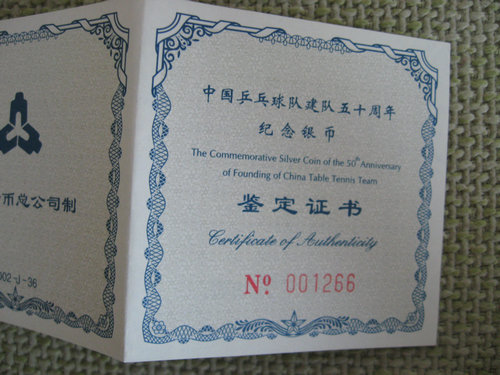 币总公司制
002-J-36
中国乒乓球队建队五十周年
纪念银币
The Commemorative Silver Coin of the 50th Anniversary
of Founding of China Table Tennis Team
鉴定证书
Certificate of Authenticity
No. 001266